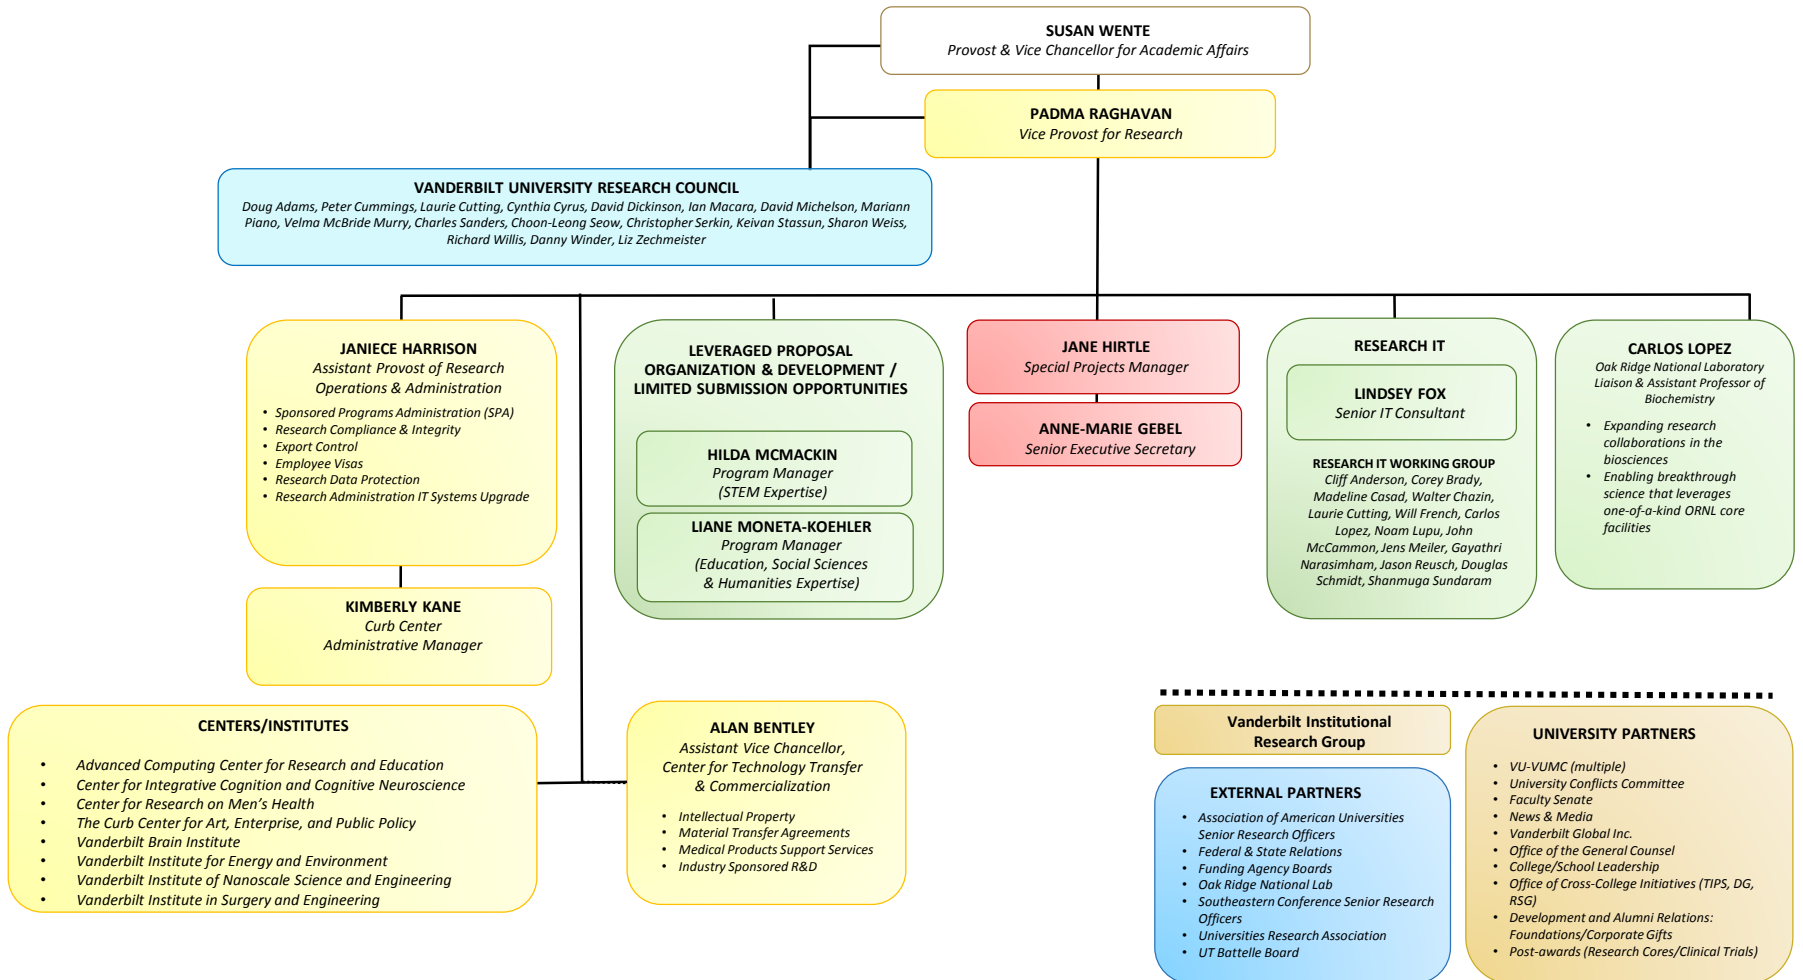 SUSAN WENTE
Provost & Vice Chancellor for Academic Affairs
PADMA RAGHAVAN
Vice Provost for Research
VANDERBILT UNIVERSITY RESEARCH COUNCIL
Doug Adams, Peter Cummings, Laurie Cutting, Cynthia Cyrus, David Dickinson, Ian Macara, David Michelson, Mariann
Piano, Velma McBride Murry, Charles Sanders, Choon-Leong Seow, Christopher Serkin, Keivan Stassun, Sharon Weiss,
Richard Willis, Danny Winder, Liz Zechmeister
JANIECE HARRISON
Assistant Provost of Research
Operations & Administration
• Sponsored Programs Administration (SPA)
• Research Compliance & Integrity
• Export Control
• Employee Visas
• Research Data Protection
• Research Administration IT Systems Upgrade
KIMBERLY KANE
Curb Center
Administrative Manager
LEVERAGED PROPOSAL
ORGANIZATION & DEVELOPMENT /
LIMITED SUBMISSION OPPORTUNITIES
HILDA MCMACKIN
Program Manager
(STEM Expertise)
LIANE MONETA-KOEHLER
Program Manager
(Education, Social Sciences
& Humanities Expertise)
JANE HIRTLE
Special Projects Manager
ANNE-MARIE GEBEL
Senior Executive Secretary
RESEARCH IT
LINDSEY FOX
Senior IT Consultant
RESEARCH IT WORKING GROUP
Cliff Anderson, Corey Brady,
Madeline Casad, Walter Chazin,
Laurie Cutting, Will French, Carlos
Lopez, Noam Lupu, John
McCammon, Jens Meiler, Gayathri
Narasimham, Jason Reusch, Douglas
Schmidt, Shanmuga Sundaram
CARLOS LOPEZ
Oak Ridge National Laboratory
Liaison & Assistant Professor of
Biochemistry
• Expanding research
collaborations in the
biosciences
• Enabling breakthrough
science that leverages
one-of-a-kind ORNL core
facilities
CENTERS/INSTITUTES
• Advanced Computing Center for Research and Education
• Center for Integrative Cognition and Cognitive Neuroscience
• Center for Research on Men’s Health
• The Curb Center for Art, Enterprise, and Public Policy
• Vanderbilt Brain Institute
• Vanderbilt Institute for Energy and Environment
• Vanderbilt Institute of Nanoscale Science and Engineering
• Vanderbilt Institute in Surgery and Engineering
ALAN BENTLEY
Assistant Vice Chancellor,
Center for Technology Transfer
& Commercialization
• Intellectual Property
• Material Transfer Agreements
• Medical Products Support Services
• Industry Sponsored R&D
Vanderbilt Institutional
Research Group
EXTERNAL PARTNERS
• Association of American Universities
Senior Research Officers
• Federal & State Relations
• Funding Agency Boards
• Oak Ridge National Lab
• Southeastern Conference Senior Research
Officers
• Universities Research Association
• UT Battelle Board
UNIVERSITY PARTNERS
• VU-VUMC (multiple)
• University Conflicts Committee
• Faculty Senate
• News & Media
• Vanderbilt Global Inc.
• Office of the General Counsel
• College/School Leadership
• Office of Cross-College Initiatives (TIPS, DG,
RSG)
• Development and Alumni Relations:
Foundations/Corporate Gifts
• Post-awards (Research Cores/Clinical Trials)